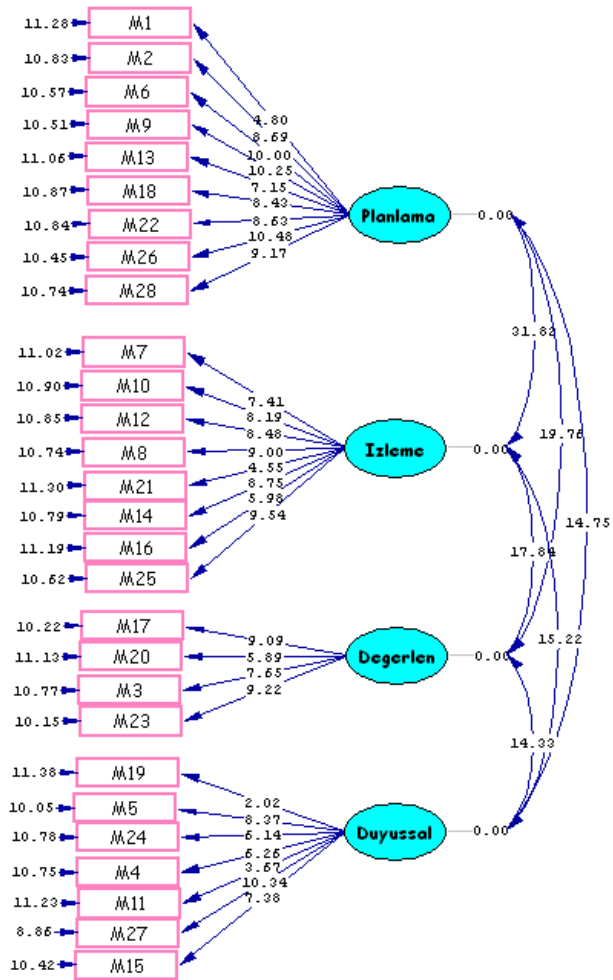 11.28 M1
10.83 M2
10.57 M6
10.51 M9
11.06 M13
10.87 M18
10.84 M22
10.45 M26
10.74 M28
4.80
8.69
10.00
10.25
7.15
8.43
8.63
10.48
9.17
Planlama 0.00
11.02 M7
10.90 M10
10.85 M12
10.74 M8
11.30 M21
10.79 M14
11.19 M16
10.62 M25
7.41
8.19
8.48
9.00
4.55
8.75
5.98
9.54
Izleme 0.00
10.22 M17
11.13 M20
10.77 M3
10.15 M23
9.09
5.89
7.65
9.22
Degerlen 0.00
11.38 M19
10.05 M5
10.78 M24
10.75 M4
11.23 M11
8.86 M27
10.42 M15
2.02
8.37
6.14
6.26
3.67
10.34
7.38
Duyussal 0.00
31.82
19.76
14.75
17.84
15.22
14.33